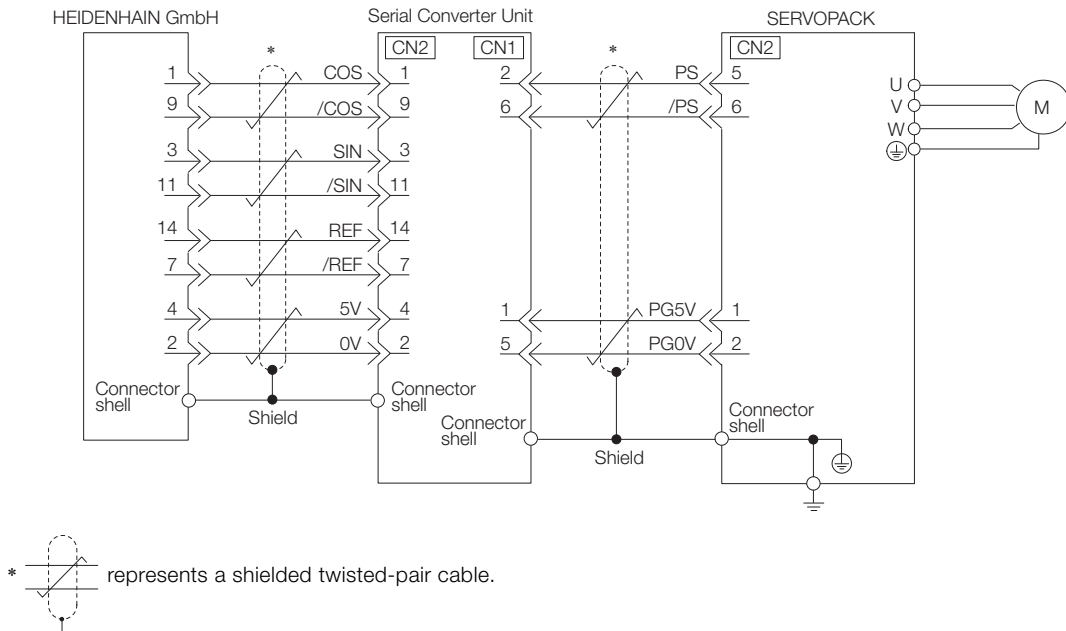 HEIDENHAIN GmbH
Serial Converter Unit
SERVOPACK
*
CN2
CN1
*
CN2
1 COS 1
2 PS 5
U
9 /COS 9
6 /PS 6
V
M
W
3 SIN 3
11 /SIN 11
14 REF 14
7 /REF 7
4 5V 4
1 PG5V 1
2 0V 2
5 PG0V 2
Connector
shell
Shield
Connector
shell
Connector
shell
Shield
Connector
shell
* represents a shielded twisted-pair cable.